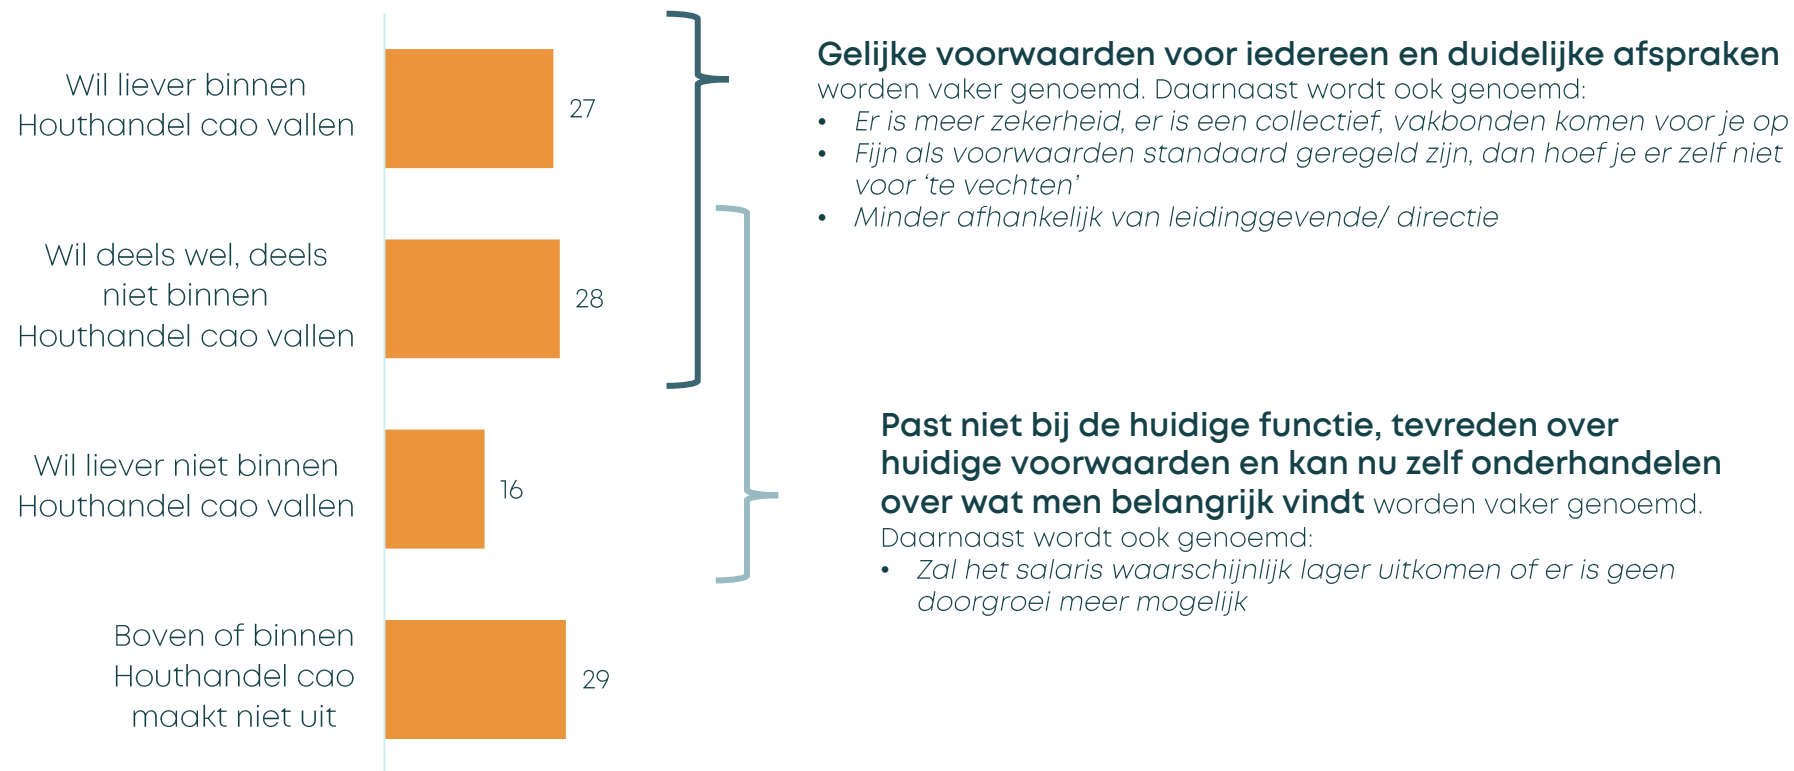 Wil liever binnen
Houthandel cao vallen
27
Wil deels wel, deels
niet binnen
Houthandel cao vallen
28
Wil liever niet binnen
Houthandel cao vallen
16
Boven of binnen
Houthandel cao
maakt niet uit
29
Gelijke voorwaarden voor iedereen en duidelijke afspraken
worden vaker genoemd. Daarnaast wordt ook genoemd:
• Er is meer zekerheid, er is een collectief, vakbonden komen voor je op
• Fijn als voorwaarden standaard geregeld zijn, dan hoef je er zelf niet
voor ‘te vechten’
• Minder afhankelijk van leidinggevende/ directie
Past niet bij de huidige functie, tevreden over
huidige voorwaarden en kan nu zelf onderhandelen
over wat men belangrijk vindt worden vaker genoemd.
Daarnaast wordt ook genoemd:
• Zal het salaris waarschijnlijk lager uitkomen of er is geen
doorgroei meer mogelijk